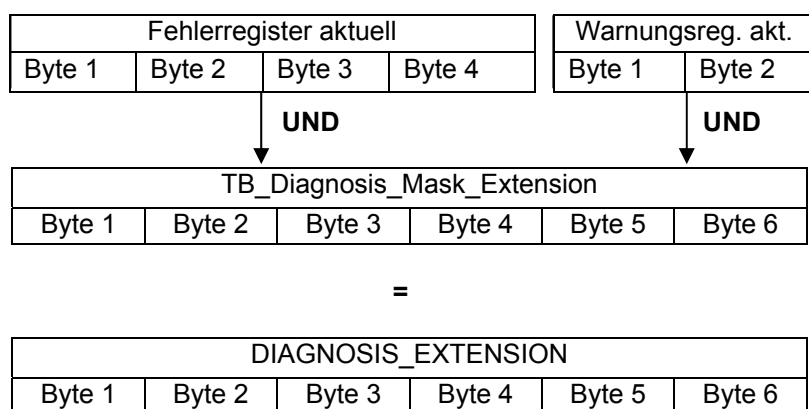 Fehlerregister aktuell Warnungsreg. akt.
Byte 1 Byte 2 Byte 3 Byte 4 Byte 1 Byte 2
UND UND
TB_Diagnosis_Mask_Extension
Byte 1 Byte 2 Byte 3 Byte 4 Byte 5 Byte 6
=
DIAGNOSIS_EXTENSION
Byte 1 Byte 2 Byte 3 Byte 4 Byte 5 Byte 6